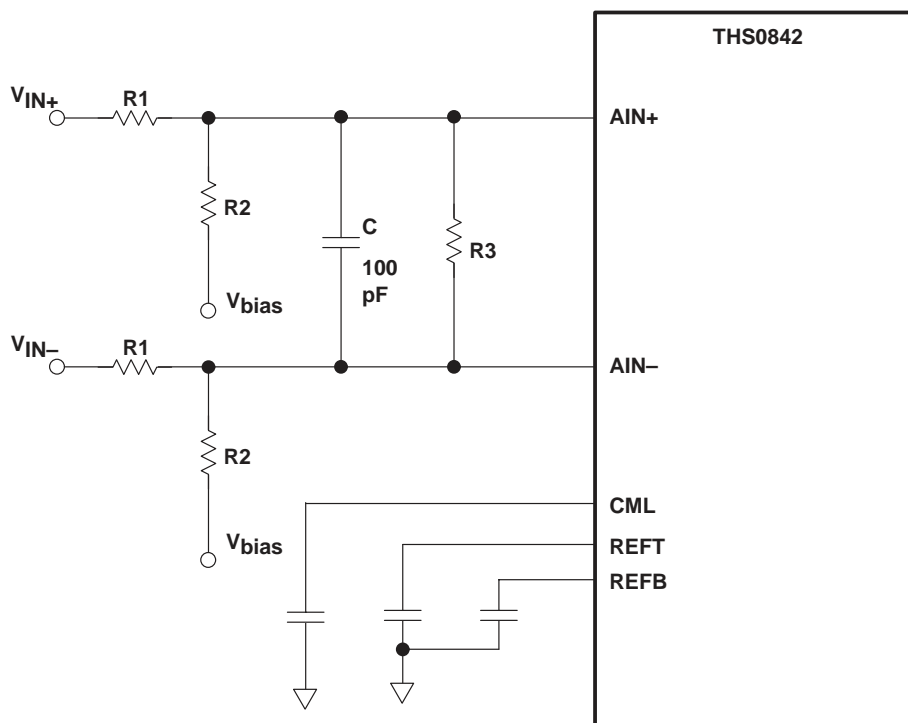 THS0842
VIN+
R1
AIN+
R2
C
100
pF
R3
Vbias
VIN–
R1
AIN–
R2
CML
Vbias
REFT
REFB